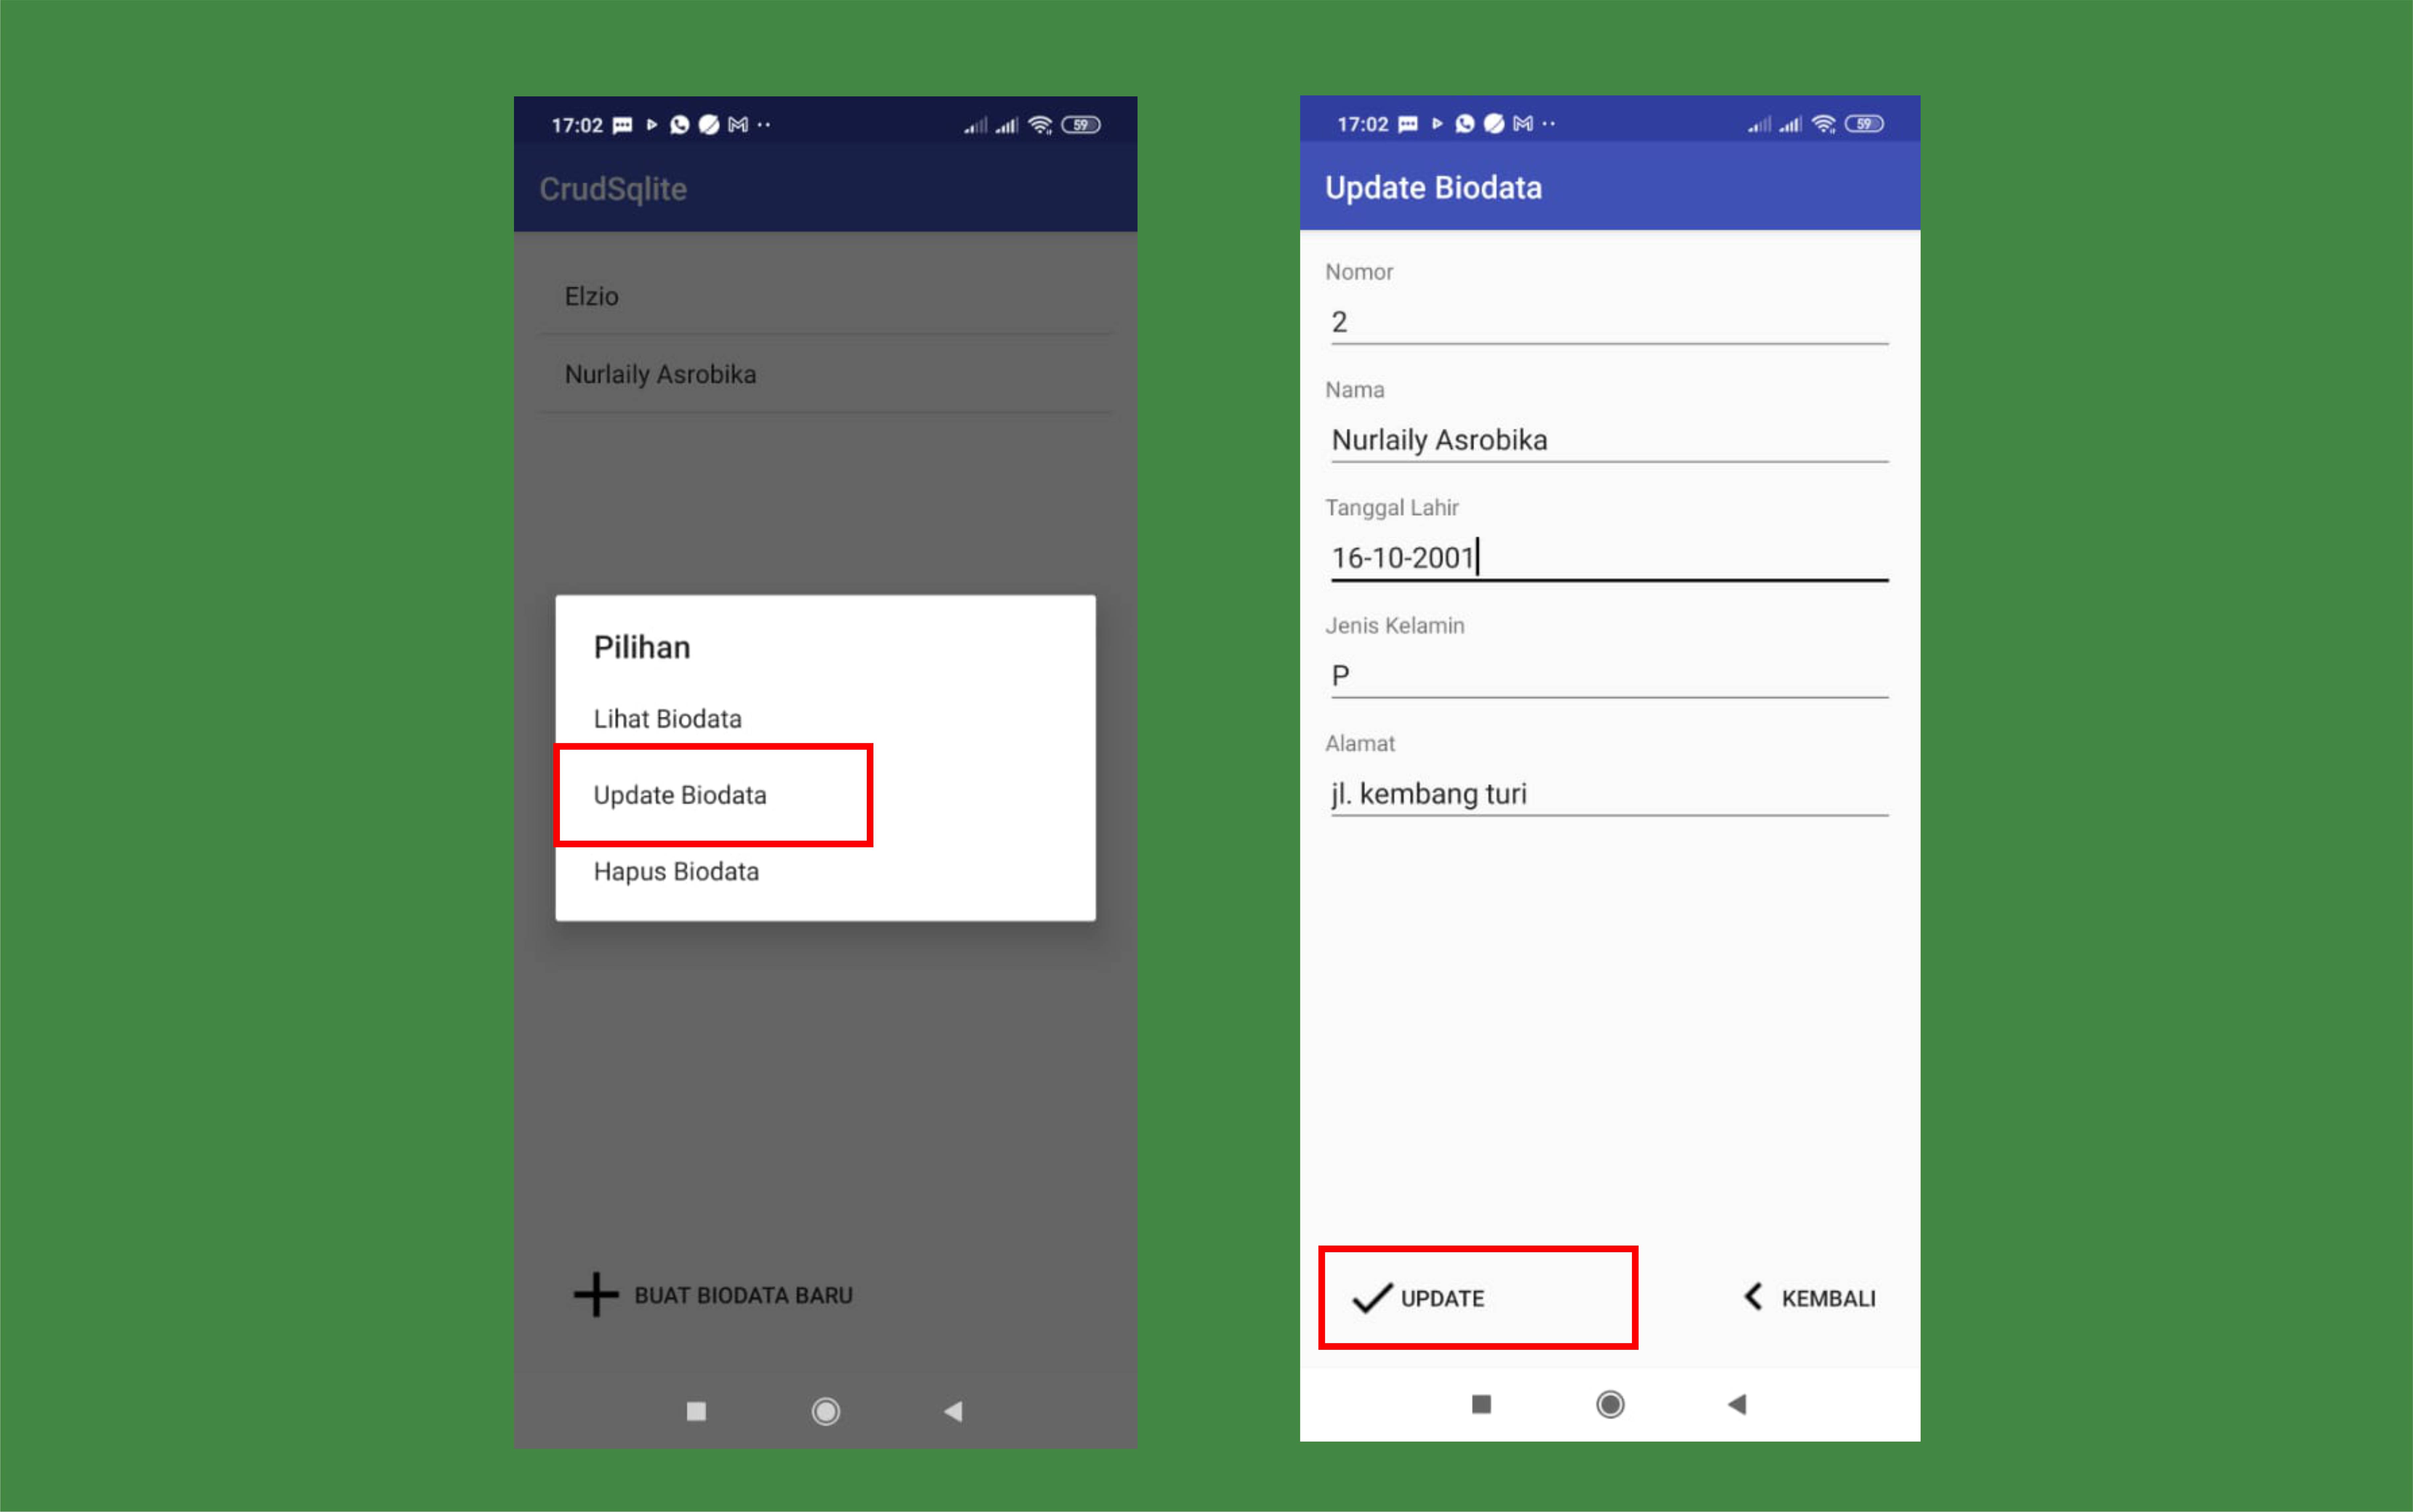 17:02
59
CrudSqlite
Elzio
Nurlaily Asrobika
Pilihan
Lihat Biodata
Update Biodata
Hapus Biodata
BUAT BIODATA BARU
17:02
59
Update Biodata
Nomor
2
Nama
Nurlaily Asrobika
Tanggal Lahir
16-10-2001
Jenis Kelamin
P
Alamat
jl. kembang turi
UPDATE
KEMBALI